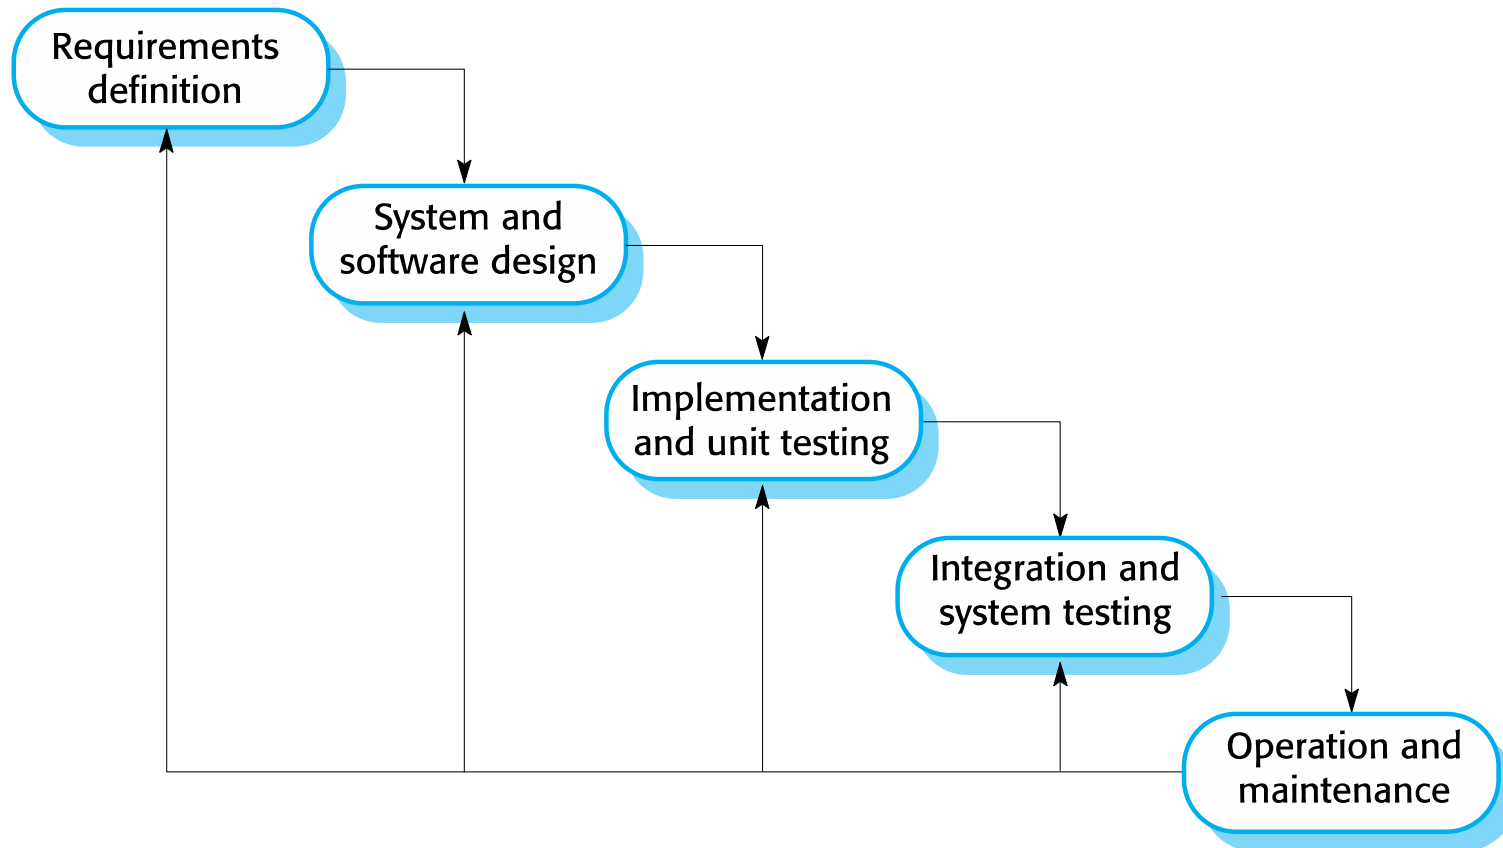 Requirements
definition
System and
software design
Implementation
and unit testing
Integration and
system testing
Operation and
maintenance